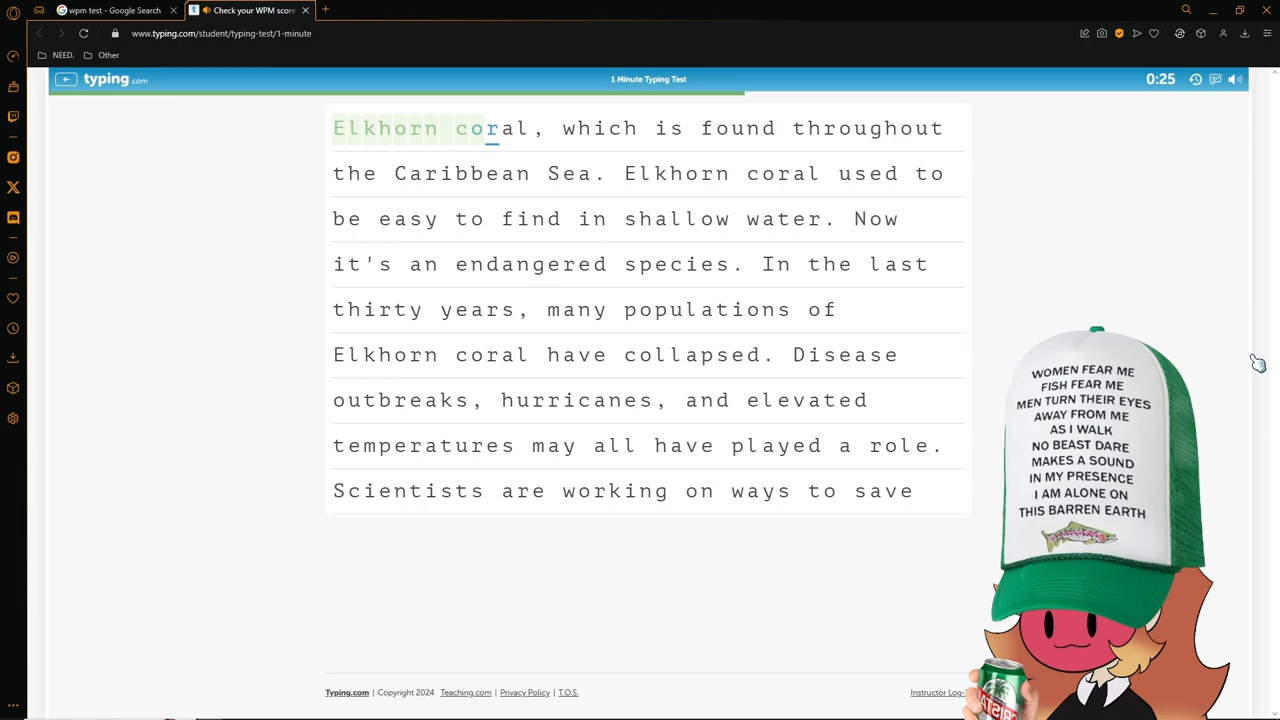 wpm test - Google Search
Check your WPM score
www.typing.com/student/typing-test/1-minute
NEED.
Other
typing.com
1 Minute Typing Test
0:25
Elkhorn coral, which is found throughout
the Caribbean Sea. Elkhorn coral used to
be easy to find in shallow water. Now
it's an endangered species. In the last
thirty years, many populations of
Elkhorn coral have collapsed. Disease
outbreaks, hurricanes, and elevated
temperatures may all have played a role.
Scientists are working on ways to save
WOMEN FEAR ME
FISH FEAR ME
MEN TURN THEIR EYES
AWAY FROM ME
AS I WALK
NO BEAST DARE
MAKES A SOUND
IN MY PRESENCE
I AM ALONE ON
THIS BARREN EARTH
Typing.com | Copyright 2024 Teaching.com | Privacy Policy | T.O.S.
Instructor Log-